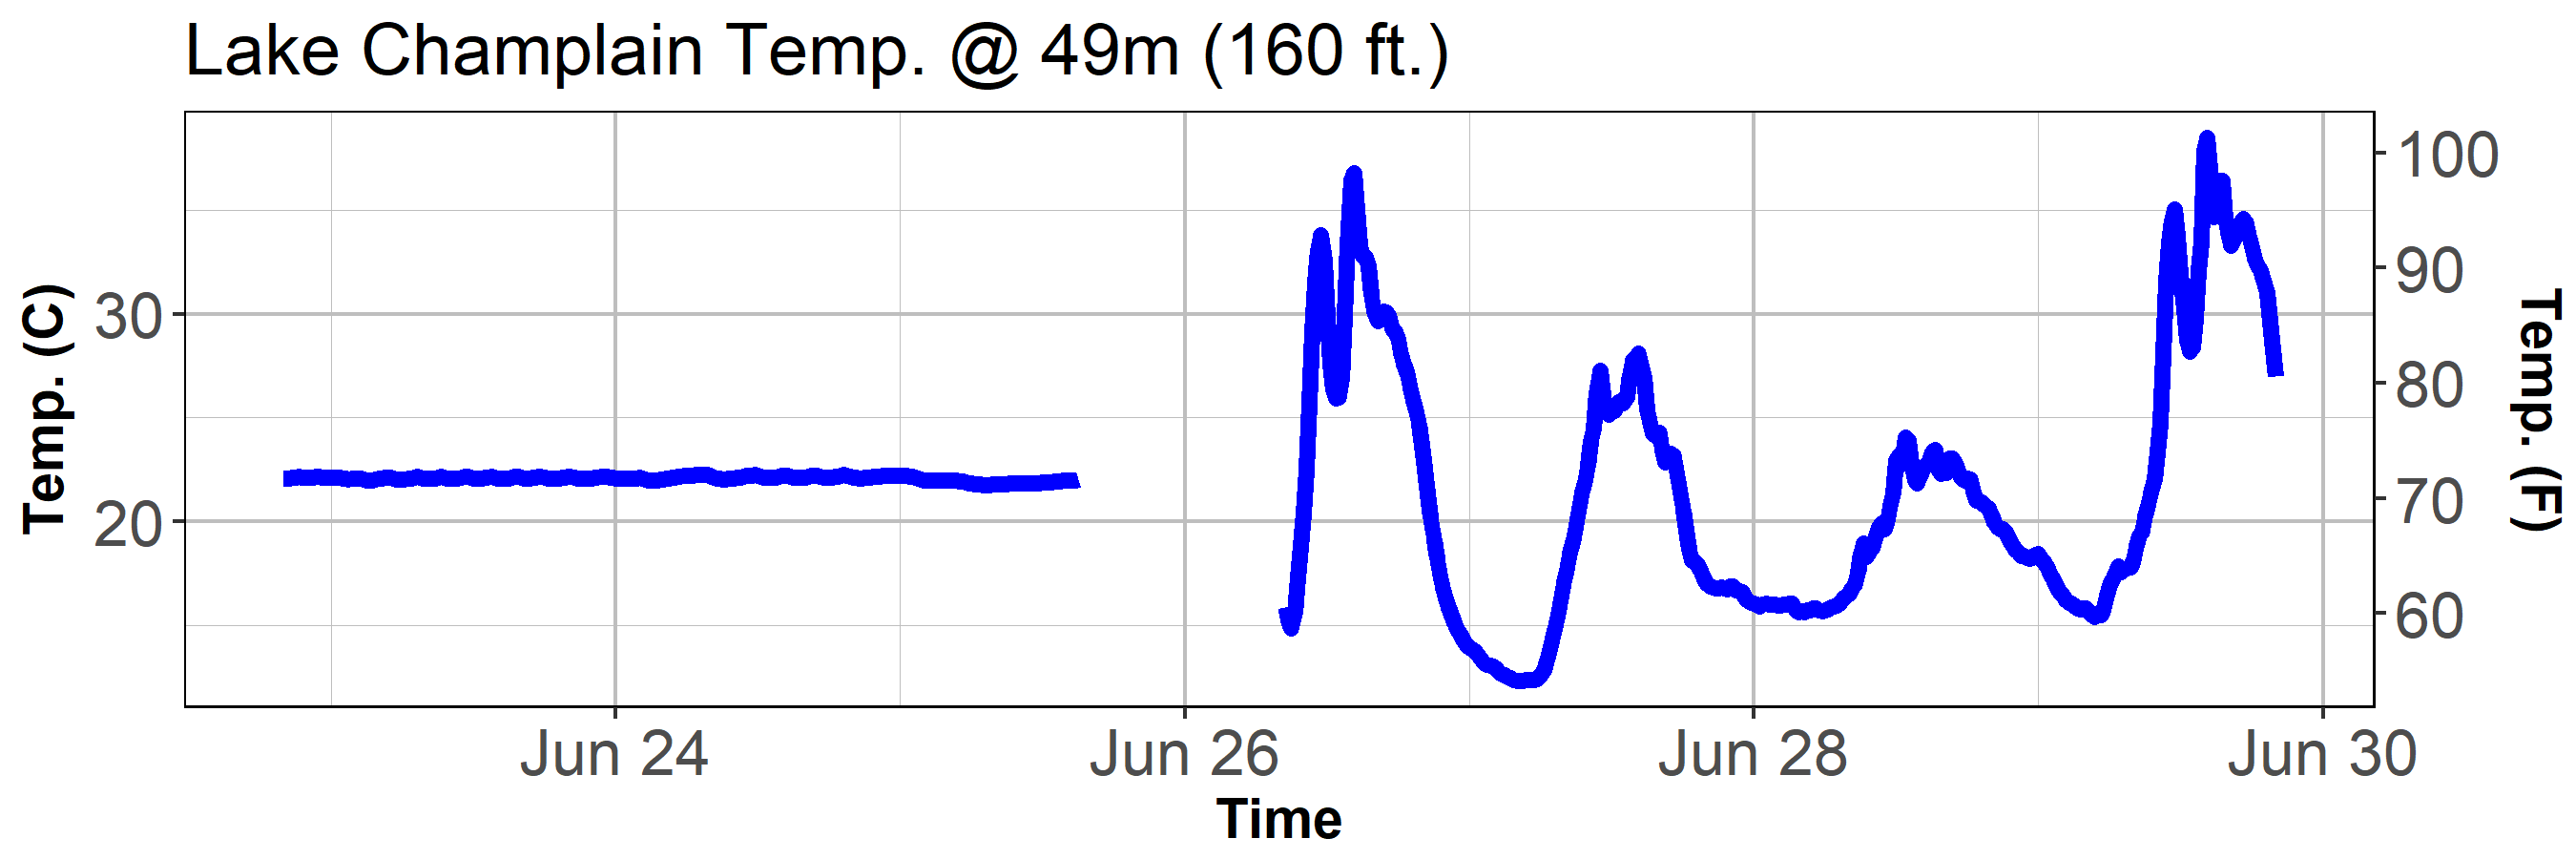 Lake Champlain Temp. @ 49m (160 ft.)
Temp. (C)
30
20
100
90
80
70
60
Temp. (F)
Jun 24
Jun 26
Jun 28
Jun 30
Time